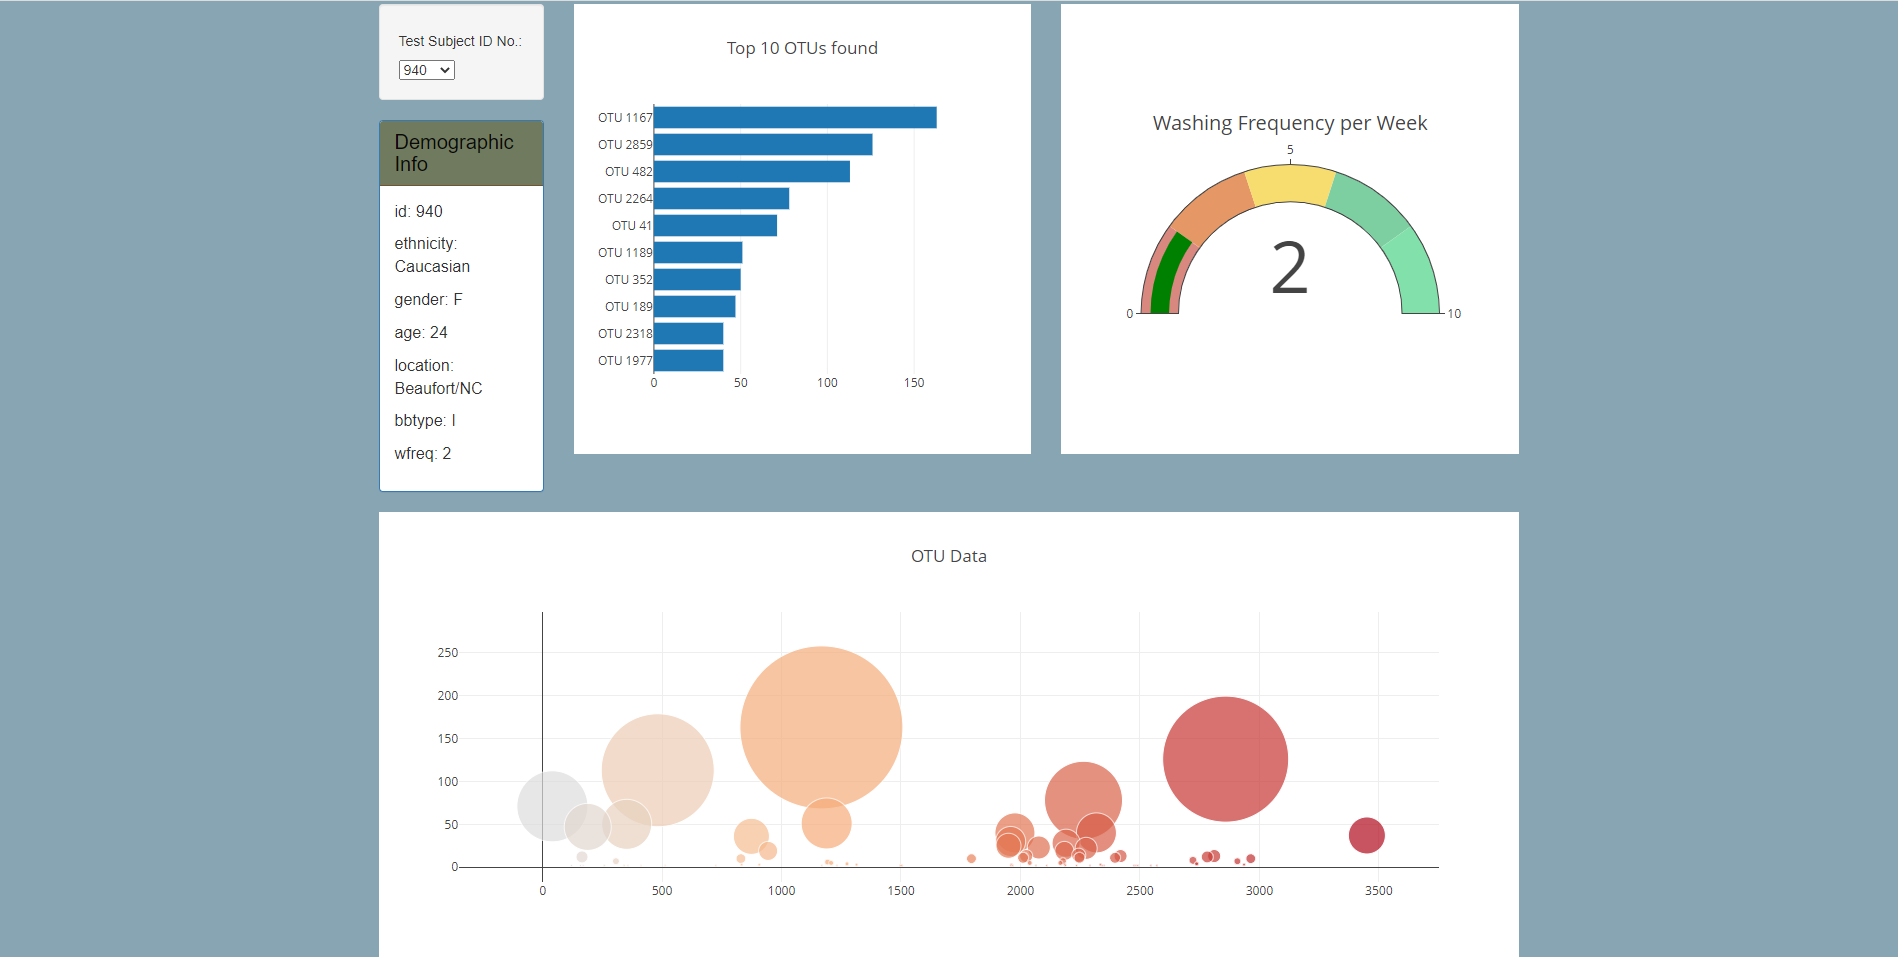 Test Subject ID No.:
940
Demographic
Info
id: 940
ethnicity:
Caucasian
gender: F
age: 24
location:
Beaufort/NC
bbtype: I
wfreq: 2
Top 10 OTUs found
OTU 1167
OTU 2859
OTU 482
OTU 2264
OTU 41
OTU 1189
OTU 352
OTU 189
OTU 2318
OTU 1977
0 50 100 150
Washing Frequency per Week
5
2
0 10
OTU Data
250
200
150
100
50
0
0 500 1000 1500 2000 2500 3000 3500